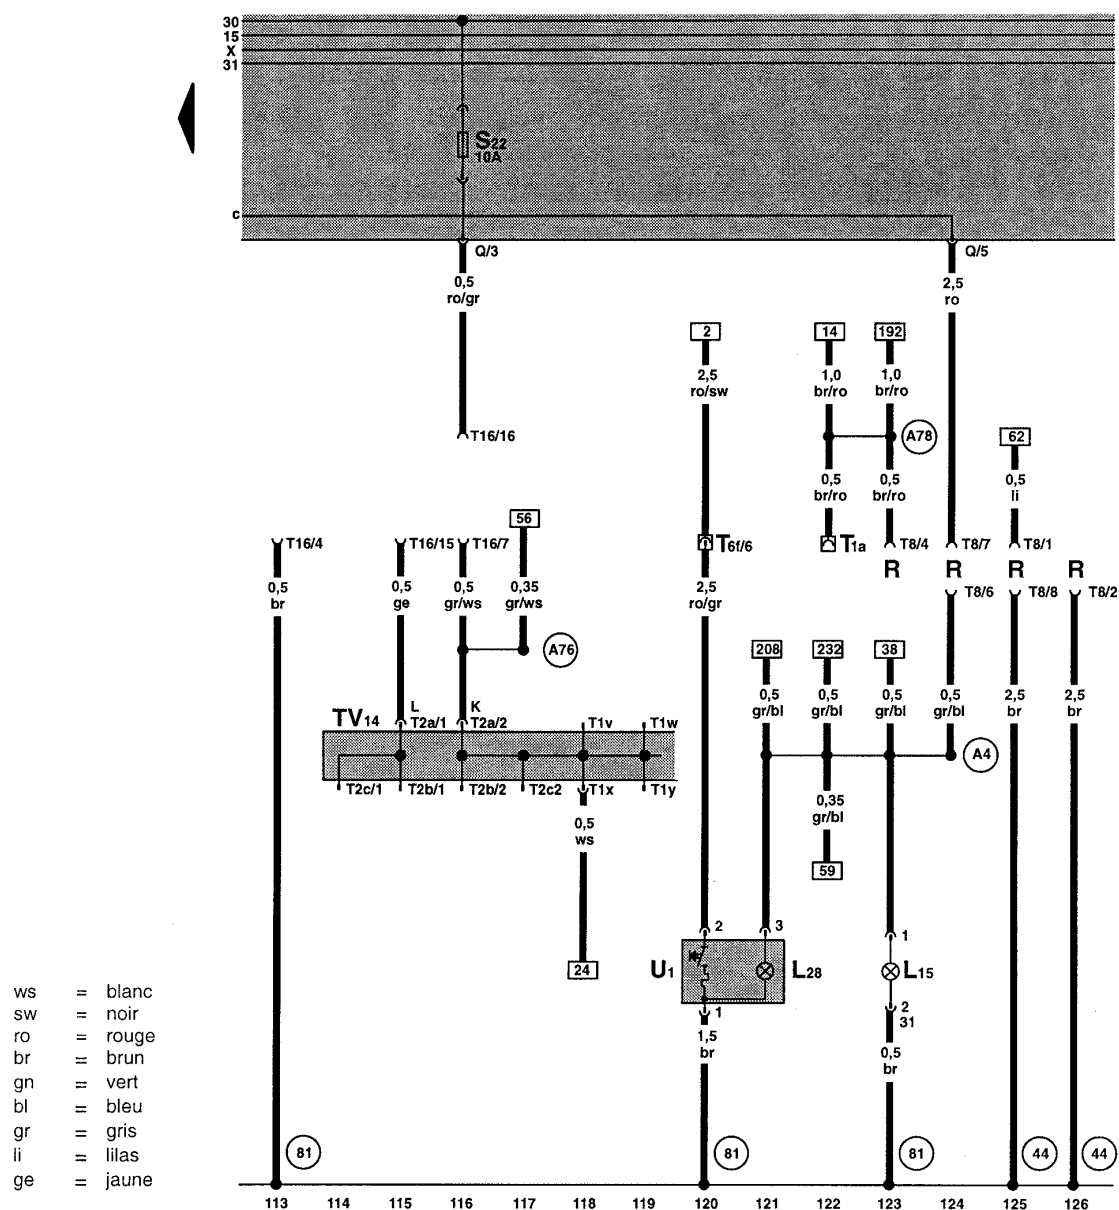 30
15
X
31
S22
10A
c
Q/3
Q/5
0,5
ro/gr
2,5
ro
2
14
192
2,5
ro/sw
1,0
br/ro
1,0
br/ro
T16/16
A78
62
0,5
br/ro
0,5
br/ro
0,5
li
56
T16/4
T16/15
T16/7
T6f/6
T1a
T8/4
T8/7
T8/1
R
R
R
R
T8/6
T8/8
T8/2
0,5
br
0,5
ge
0,5
gr/ws
0,35
gr/ws
2,5
ro/gr
A76
208
232
38
0,5
gr/bl
0,5
gr/bl
0,5
gr/bl
0,5
gr/bl
2,5
br
2,5
br
TV14
L
T2a/1
K
T2a/2
T1v
T1w
A4
T2c/1
T2b/1
T2b/2
T2c2
T1x
T1y
0,35
gr/bl
0,5
ws
59
24
2
3
1
U1
L28
L15
1
2
31
1,5
br
0,5
br
ws = blanc
sw = noir
ro = rouge
br = brun
gn = vert
bl = bleu
gr = gris
li = lilas
ge = jaune
81
81
81
44
44
113 114 115 116 117 118 119 120 121 122 123 124 125 126